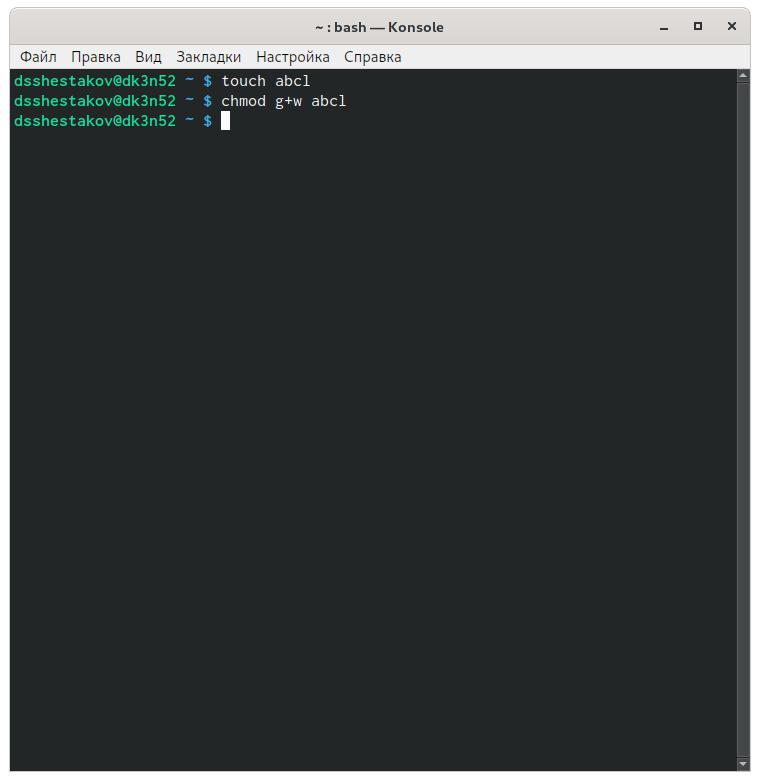 ~ : bash — Konsole
Файл Правка Вид Закладки Настройка Справка
dsshestakov@dk3n52 ~ $ touch abcl
dsshestakov@dk3n52 ~ $ chmod g+w abcl
dsshestakov@dk3n52 ~ $